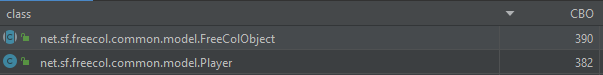 class CBO
net.sf.freecol.common.model.FreeColObject 390
net.sf.freecol.common.model.Player 382